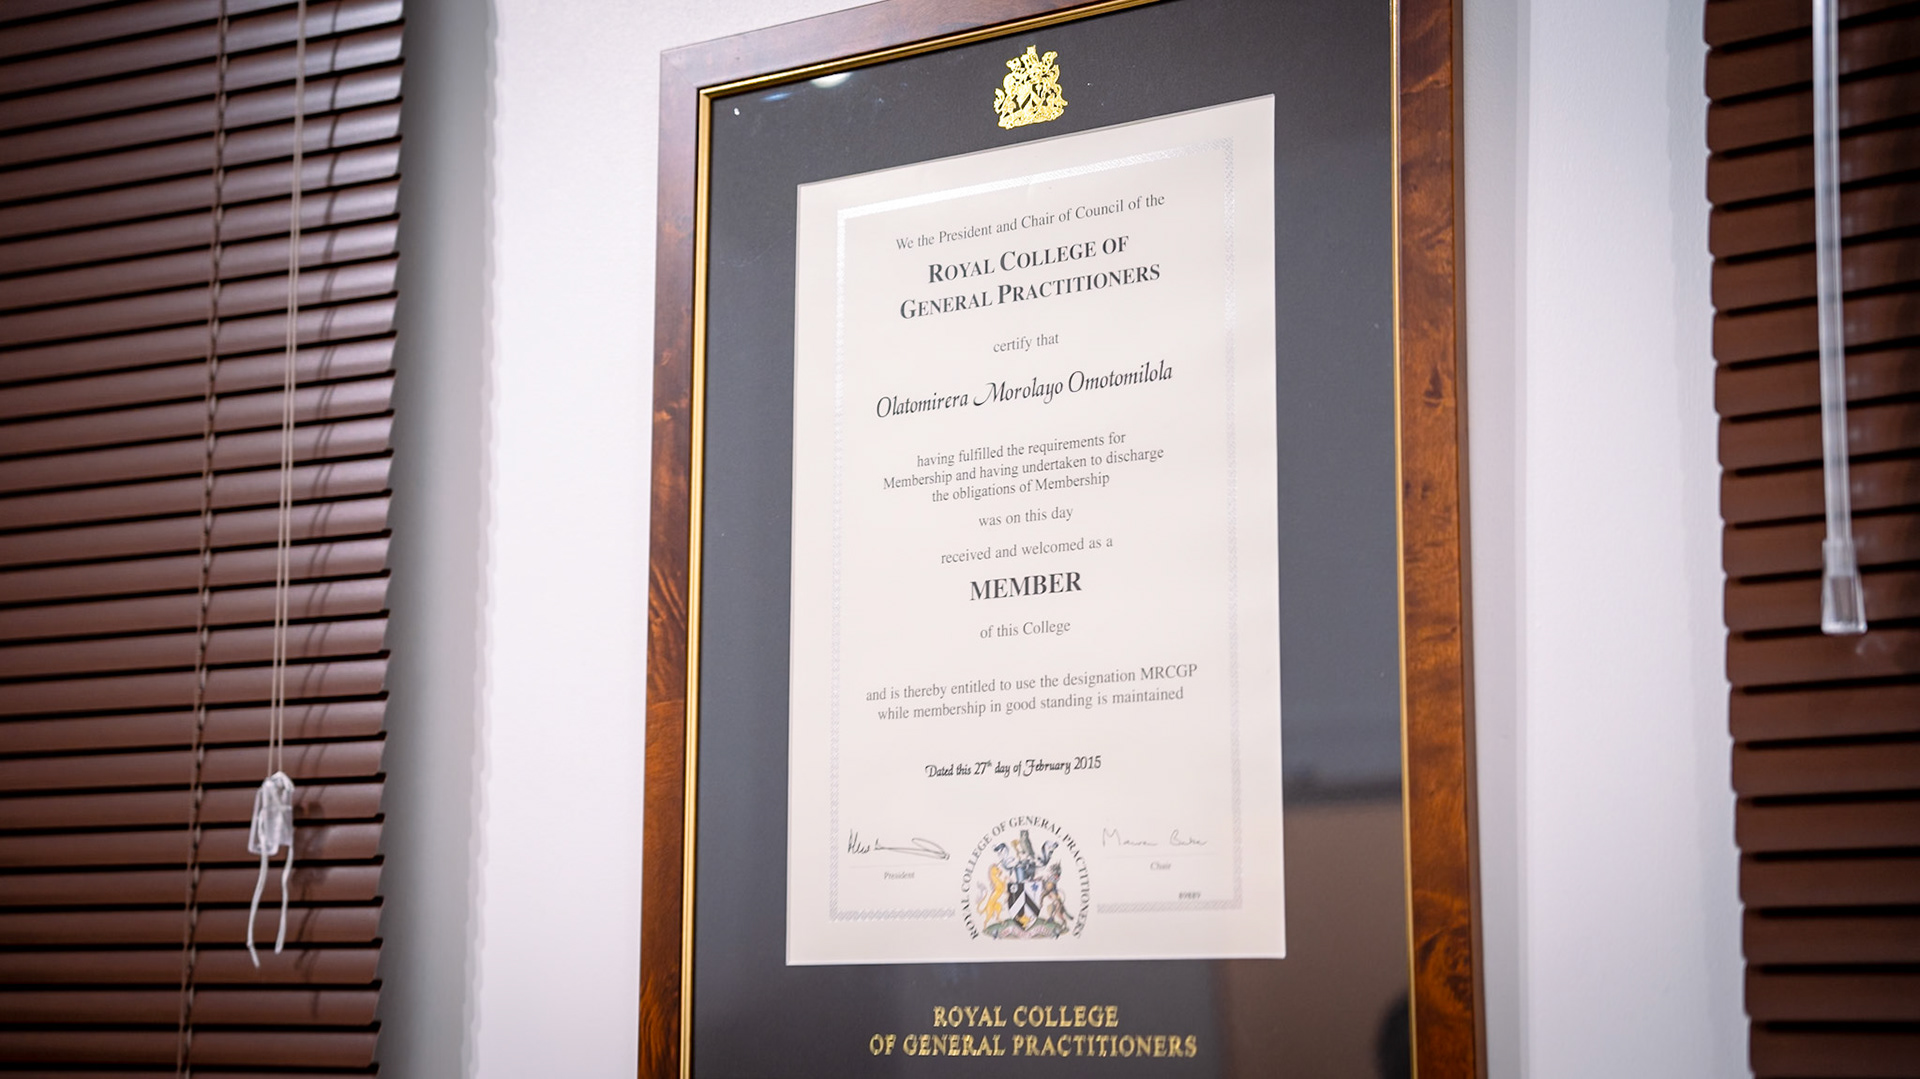 We the President and Chair of Council of the
ROYAL COLLEGE OF
GENERAL PRACTITIONERS
certify that
Olatomirera Morolayo Omotomilola
having fulfilled the requirements for
Membership and having undertaken to discharge
the obligations of Membership
was on this day
received and welcomed as a
MEMBER
of this College
and is thereby entitled to use the designation MRCGP
while membership in good standing is maintained
Dated this 27th day of February 2015
President
Chair
ROYAL COLLEGE OF GENERAL PRACTITIONERS
ROYAL COLLEGE
OF GENERAL PRACTITIONERS